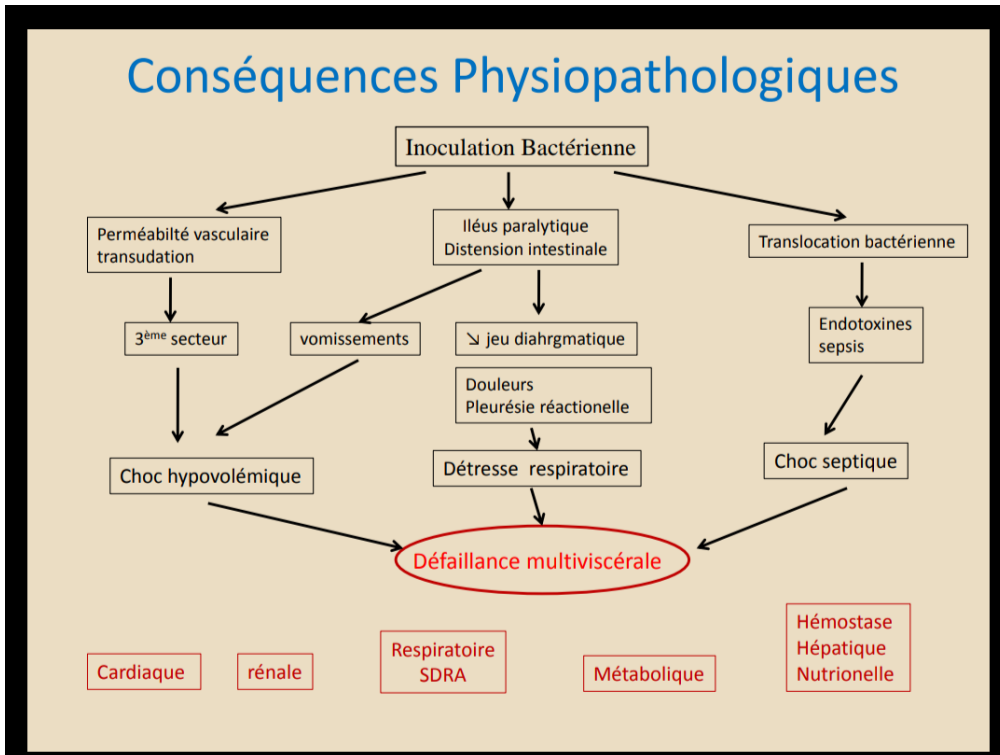 Conséquences Physiopathologiques
Inoculation Bactérienne
Perméabilté vasculaire
transudation
Iléus paralytique
Distension intestinale
Translocation bactérienne
3ème secteur
vomissements
↘ jeu diahrgmatique
Endotoxines
sepsis
Douleurs
Pleurésie réactionelle
Choc hypovolémique
Détresse respiratoire
Choc septique
Défaillance multiviscérale
Cardiaque
rénale
Respiratoire
SDRA
Métabolique
Hémostase
Hépatique
Nutrionelle